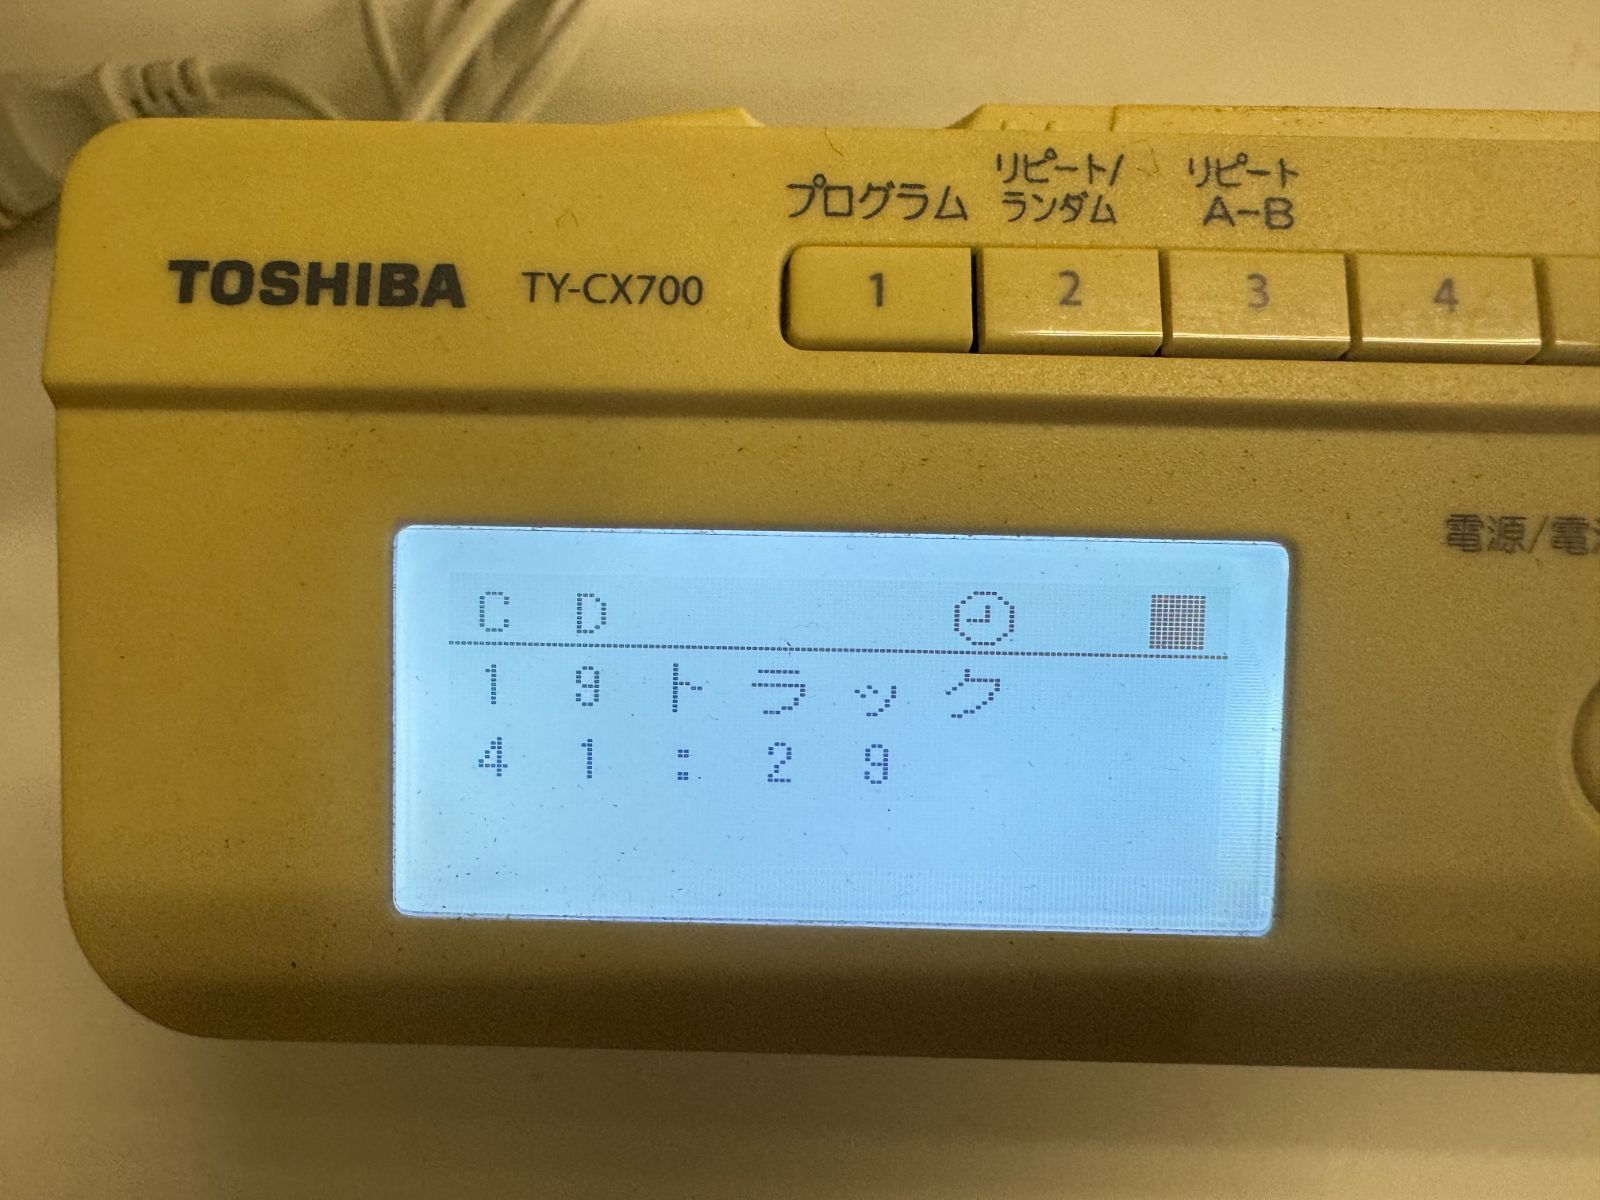 プログラム
リピート/
ランダム
リピート
A-B
TOSHIBA TY-CX700
1 2 3 4
電源/電
CD
19トラック
41:29